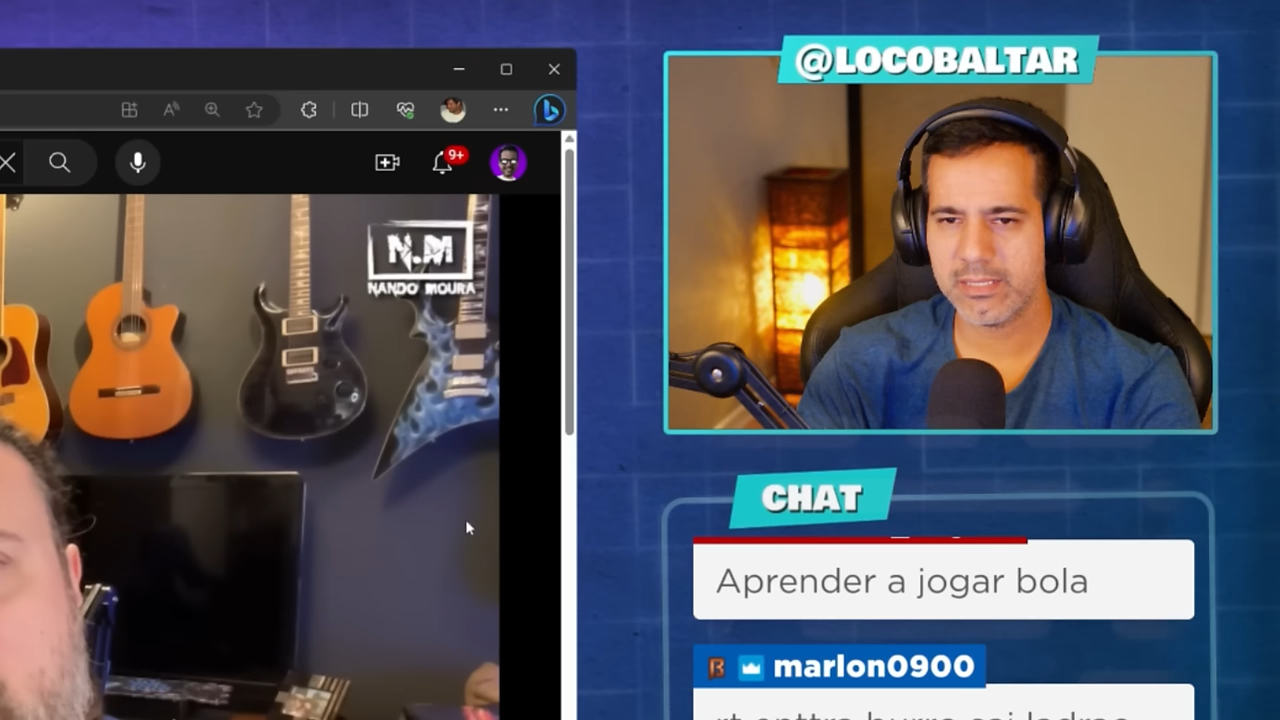 @LOCOBALTAR
9+
N.M
NANDO MOURA
CHAT
Aprender a jogar bola
marlon0900